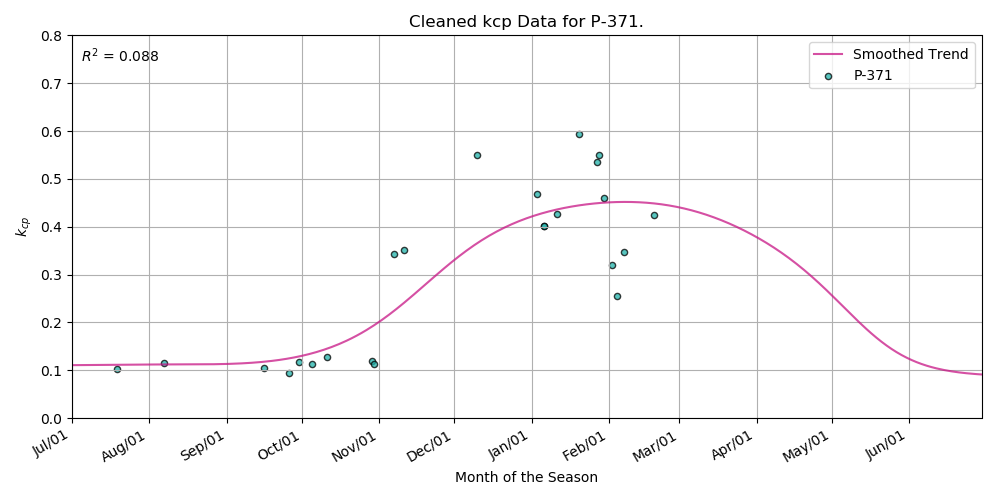 Cleaned kcp Data for P-371.
R² = 0.088
Smoothed Trend
P-371
0.8
0.7
0.6
0.5
0.4
0.3
0.2
0.1
0.0
k_cp
Jul/01
Aug/01
Sep/01
Oct/01
Nov/01
Dec/01
Jan/01
Feb/01
Mar/01
Apr/01
May/01
Jun/01
Month of the Season